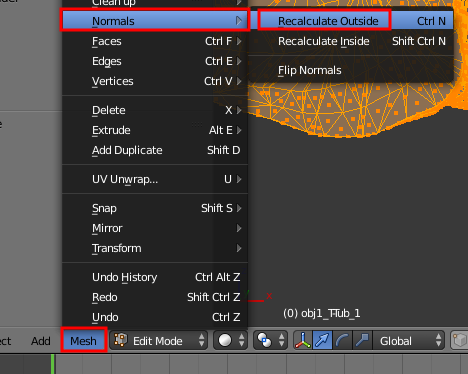 Clean up
Normals
Recalculate Outside Ctrl N
Faces Ctrl F
Recalculate Inside Shift Ctrl N
Edges Ctrl E
Vertices Ctrl V
Flip Normals
Delete X
Extrude Alt E
Add Duplicate Shift D
UV Unwrap... U
Snap Shift S
Mirror
Transform
Undo History Ctrl Alt Z
Redo Shift Ctrl Z
Undo Ctrl Z
(0) obj1_TTub_1
ect Add Mesh Edit Mode Global